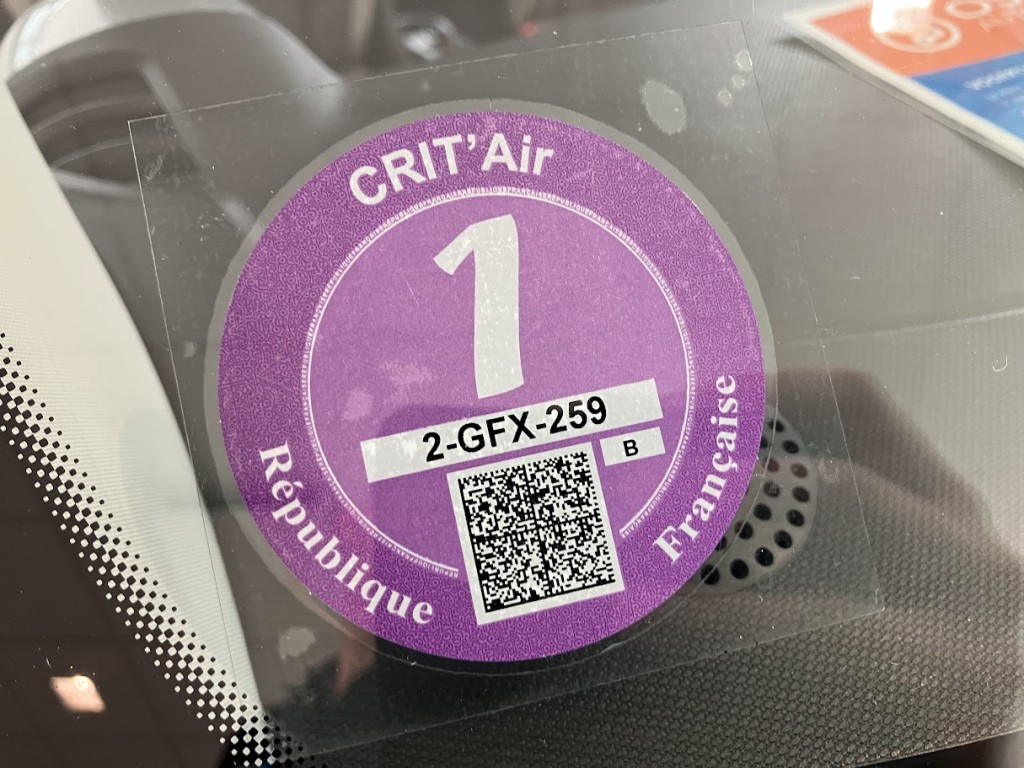 CRIT'Air
1
2-GFX-259
B
République
Française